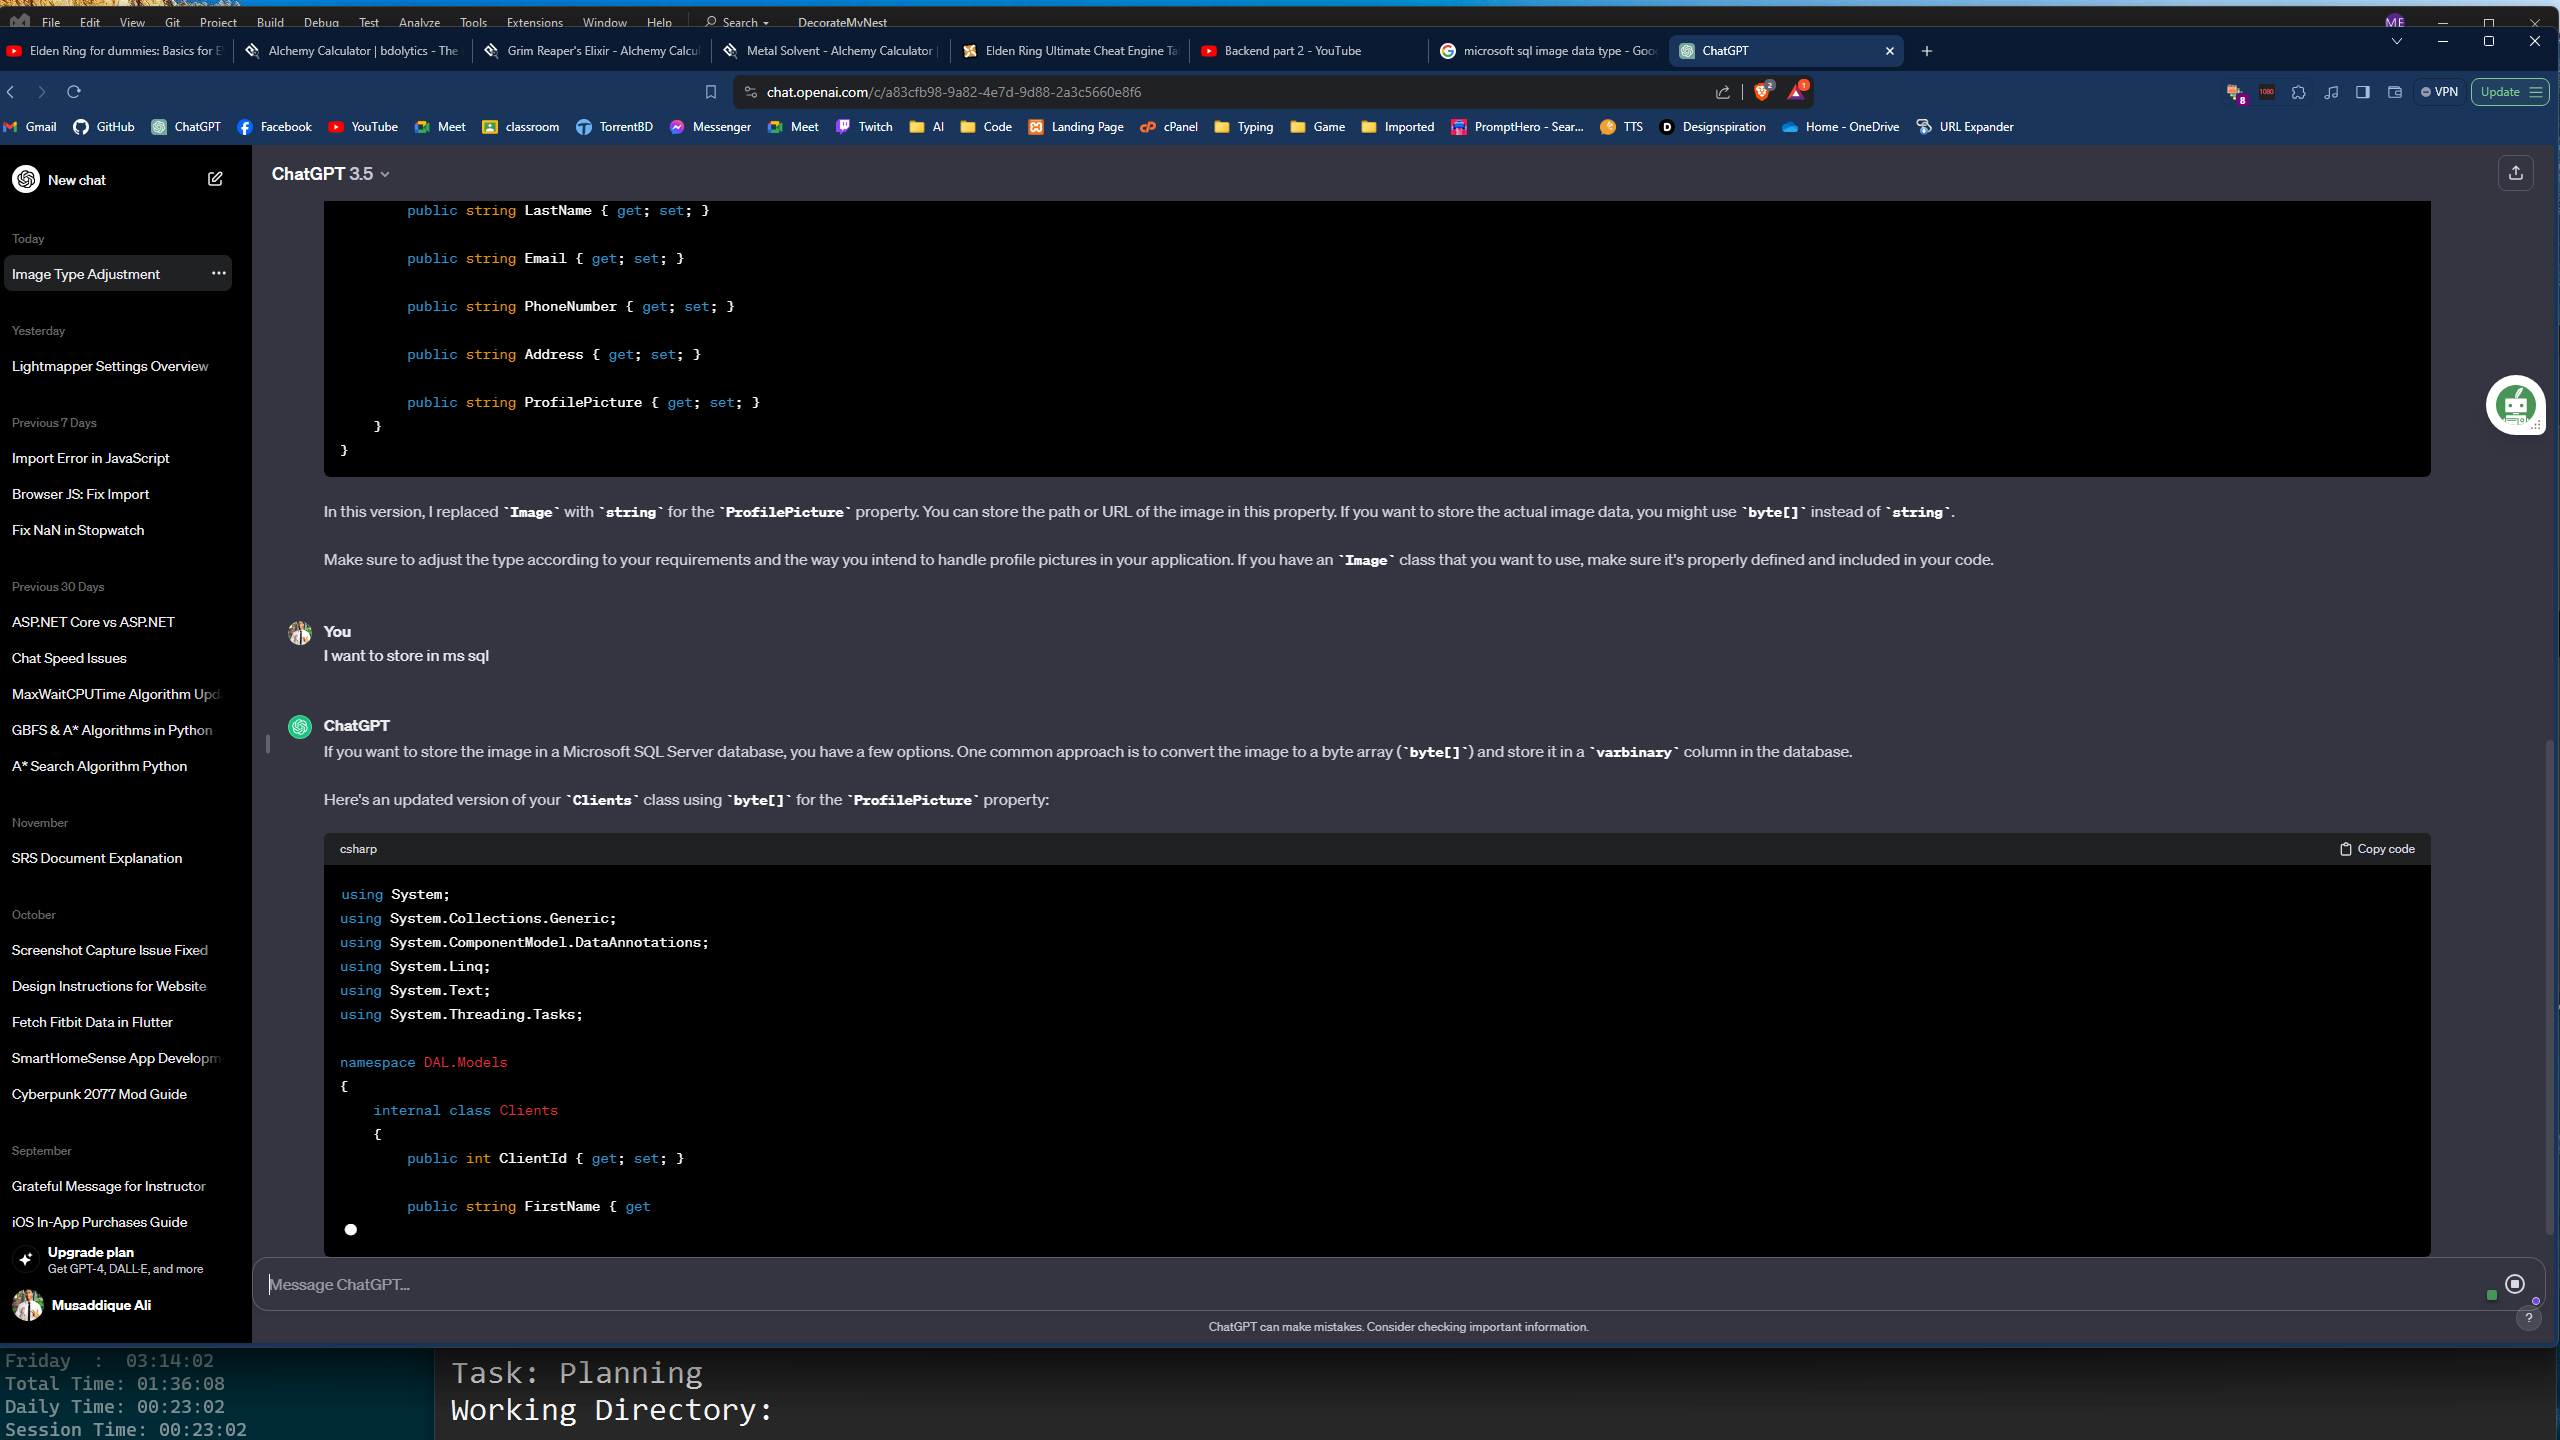 File Edit View Git Project Build Debug Test Analyze Tools Extensions Window Help Search DecorateMyNest ME
Elden Ring for dummies: Basics for E
Alchemy Calculator | bdolytics - The
Grim Reaper's Elixir - Alchemy Calcu
Metal Solvent - Alchemy Calculator |
Elden Ring Ultimate Cheat Engine Ta
Backend part 2 - YouTube
microsoft sql image data type - Goo
ChatGPT
chat.openai.com/c/a83cfb98-9a82-4e7d-9d88-2a3c5660e8f6
2 1 8 1080 VPN Update
Gmail GitHub ChatGPT Facebook YouTube Meet classroom TorrentBD Messenger Meet Twitch AI Code Landing Page cPanel Typing Game Imported PromptHero - Sear... TTS Designspiration Home - OneDrive URL Expander
New chat
Today
Image Type Adjustment
Yesterday
Lightmapper Settings Overview
Previous 7 Days
Import Error in JavaScript
Browser JS: Fix Import
Fix NaN in Stopwatch
Previous 30 Days
ASP.NET Core vs ASP.NET
Chat Speed Issues
MaxWaitCPUTime Algorithm Upd
GBFS & A* Algorithms in Python
A* Search Algorithm Python
November
SRS Document Explanation
October
Screenshot Capture Issue Fixed
Design Instructions for Website
Fetch Fitbit Data in Flutter
SmartHomeSense App Developm
Cyberpunk 2077 Mod Guide
September
Grateful Message for Instructor
iOS In-App Purchases Guide
Upgrade plan
Get GPT-4, DALL·E, and more
Musaddique Ali
ChatGPT 3.5
public string LastName { get; set; }
public string Email { get; set; }
public string PhoneNumber { get; set; }
public string Address { get; set; }
public string ProfilePicture { get; set; }
}
}
In this version, I replaced `Image` with `string` for the `ProfilePicture` property. You can store the path or URL of the image in this property. If you want to store the actual image data, you might use `byte[]` instead of `string`.
Make sure to adjust the type according to your requirements and the way you intend to handle profile pictures in your application. If you have an `Image` class that you want to use, make sure it's properly defined and included in your code.
You
I want to store in ms sql
ChatGPT
If you want to store the image in a Microsoft SQL Server database, you have a few options. One common approach is to convert the image to a byte array (`byte[]`) and store it in a `varbinary` column in the database.
Here's an updated version of your `Clients` class using `byte[]` for the `ProfilePicture` property:
csharp Copy code
using System;
using System.Collections.Generic;
using System.ComponentModel.DataAnnotations;
using System.Linq;
using System.Text;
using System.Threading.Tasks;
namespace DAL.Models
{
internal class Clients
{
public int ClientId { get; set; }
public string FirstName { get
Message ChatGPT...
ChatGPT can make mistakes. Consider checking important information.
?
Friday : 03:14:02
Total Time: 01:36:08
Daily Time: 00:23:02
Session Time: 00:23:02
Task: Planning
Working Directory: